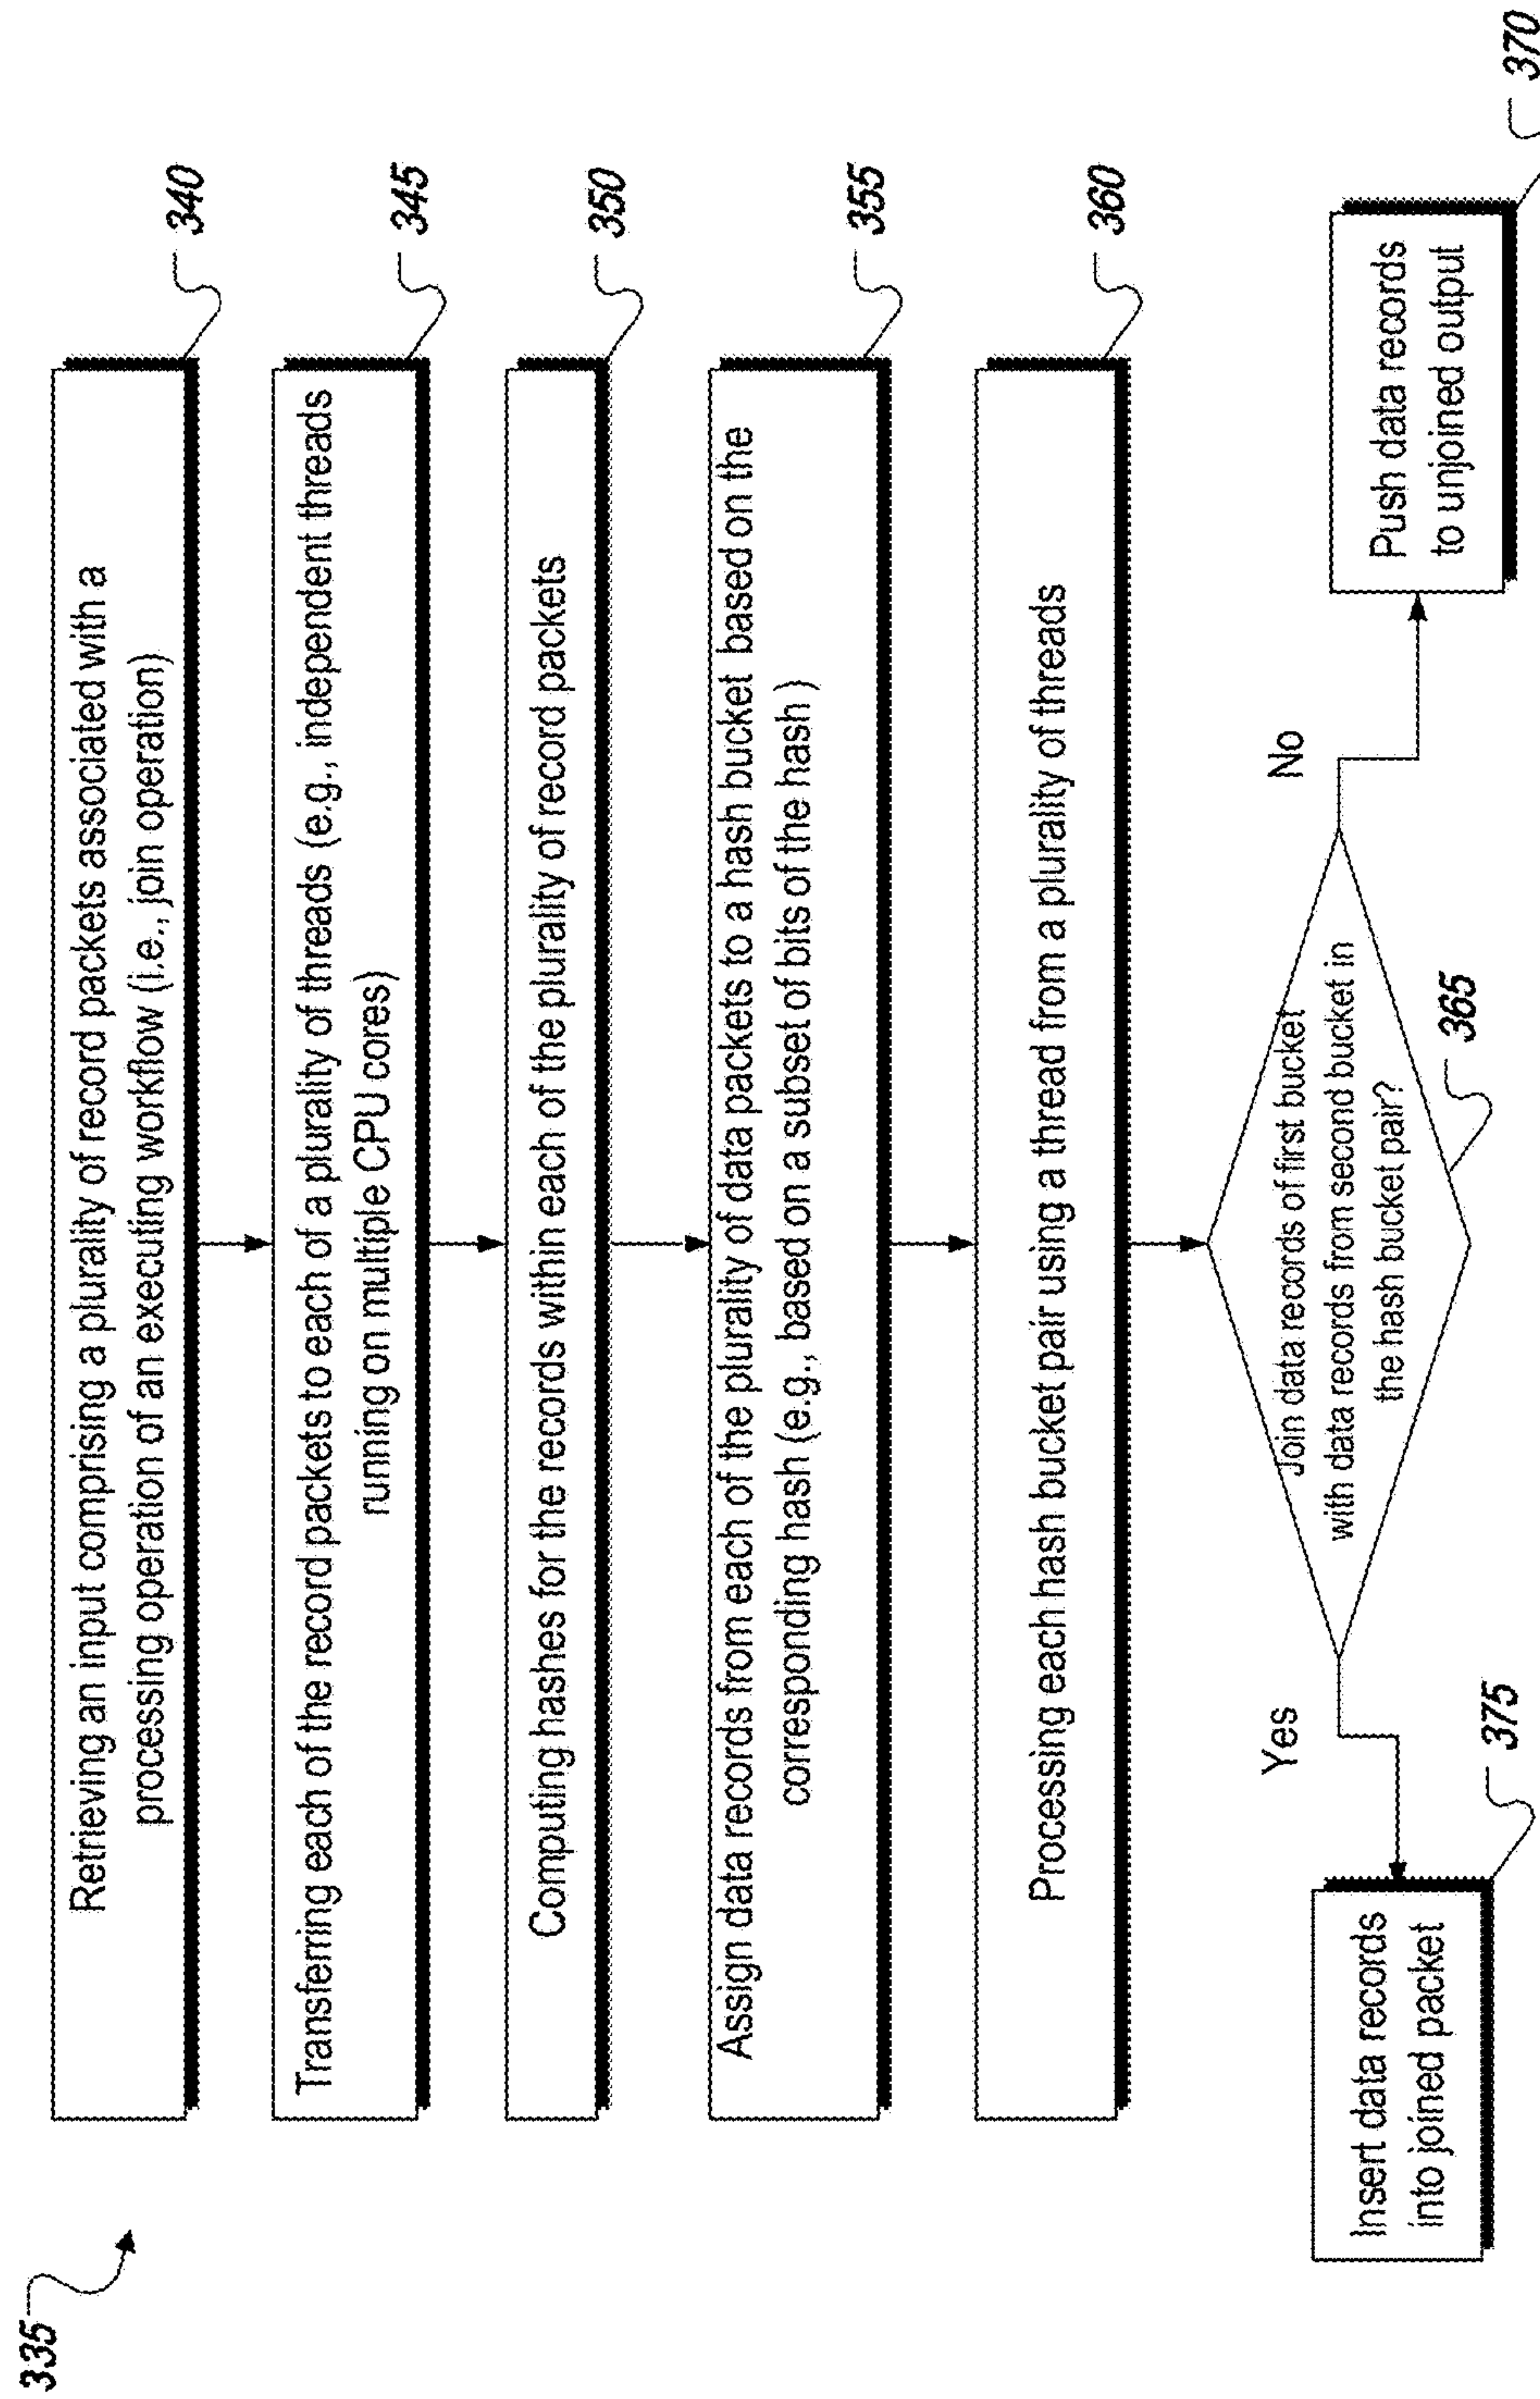 335
Retrieving an input comprising a plurality of record packets associated with a
processing operation of an executing workflow (i.e., join operation)
340
Transferring each of the record packets to each of a plurality of threads (e.g., independent threads
running on multiple CPU cores)
345
Computing hashes for the records within each of the plurality of record packets
350
Assign data records from each of the plurality of data packets to a hash bucket based on the
corresponding hash (e.g., based on a subset of bits of the hash)
355
Processing each hash bucket pair using a thread from a plurality of threads
360
Join data records of first bucket
with data records from second bucket in
the hash bucket pair?
365
Yes
No
Insert data records
into joined packet
375
Push data records
to unjoined output
370